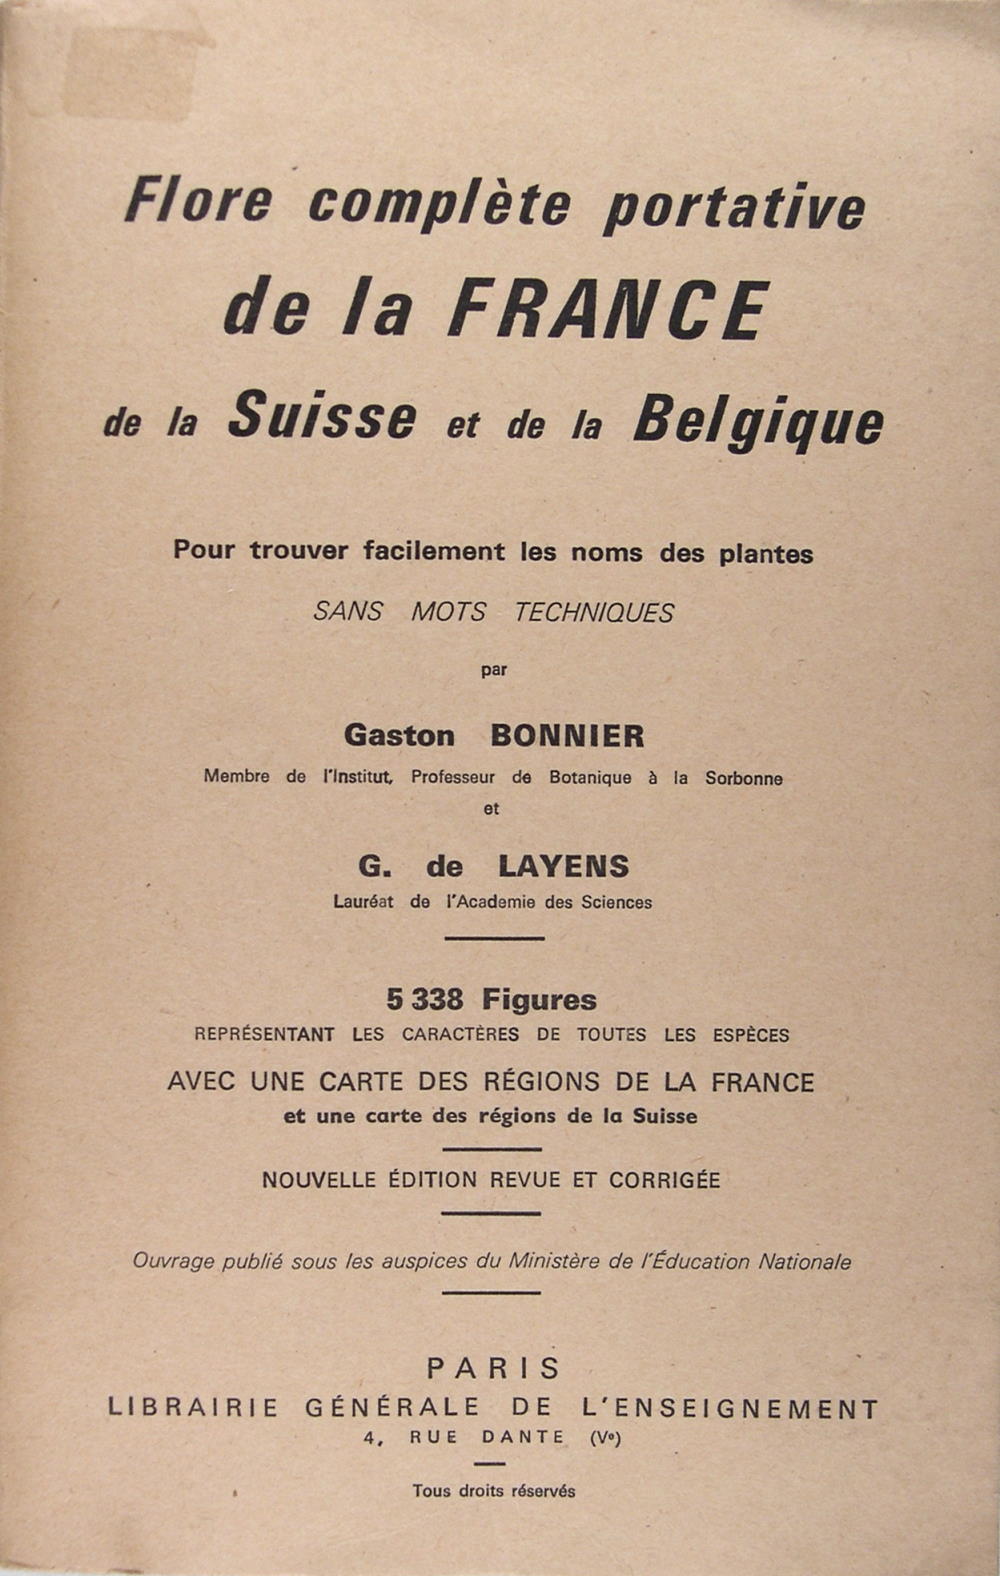 Flore complète portative
de la FRANCE
de la Suisse et de la Belgique
Pour trouver facilement les noms des plantes
SANS MOTS TECHNIQUES
par
Gaston BONNIER
Membre de l'Institut, Professeur de Botanique à la Sorbonne
et
G. de LAYENS
Lauréat de l'Academie des Sciences
5 338 Figures
REPRÉSENTANT LES CARACTÈRES DE TOUTES LES ESPÈCES
AVEC UNE CARTE DES RÉGIONS DE LA FRANCE
et une carte des régions de la Suisse
NOUVELLE ÉDITION REVUE ET CORRIGÉE
Ouvrage publié sous les auspices du Ministère de l'Éducation Nationale
PARIS
LIBRAIRIE GÉNÉRALE DE L'ENSEIGNEMENT
4, RUE DANTE (Vᵉ)
Tous droits réservés